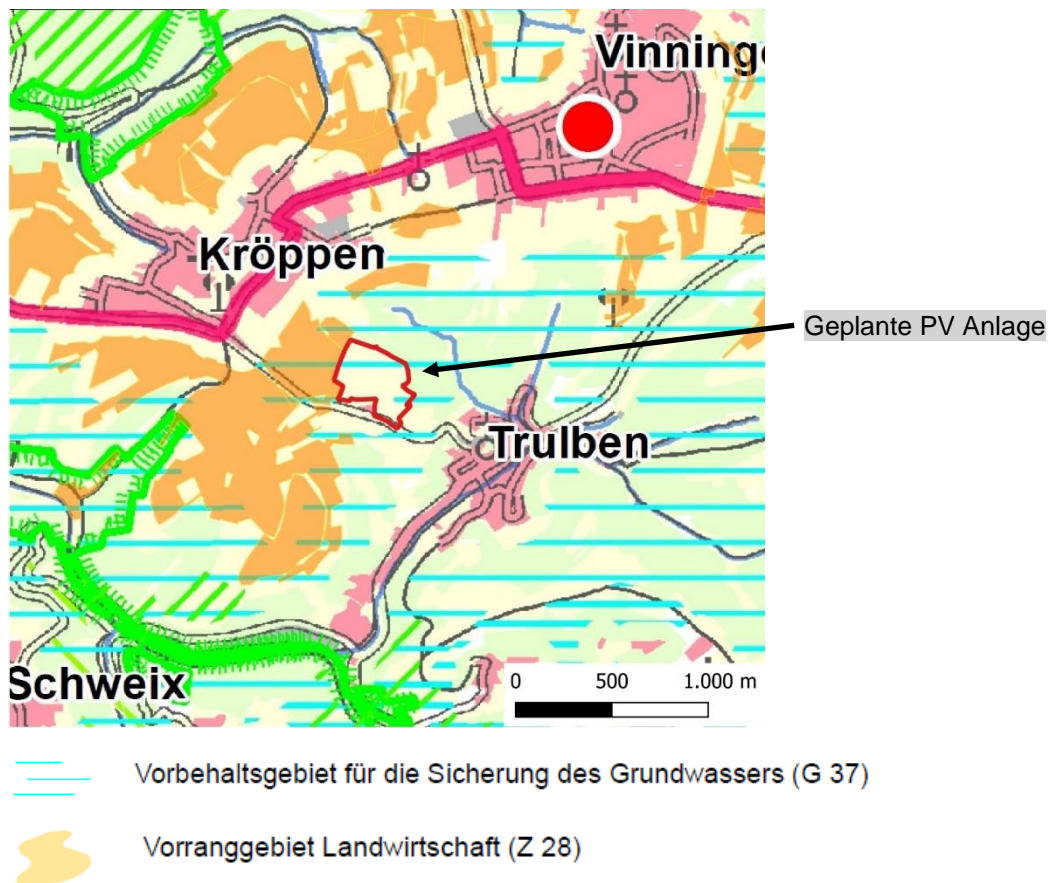 Vinninge
Kröppen
Geplante PV Anlage
Trulben
Schweix
0 500 1.000 m
Vorbehaltsgebiet für die Sicherung des Grundwassers (G 37)
Vorranggebiet Landwirtschaft (Z 28)